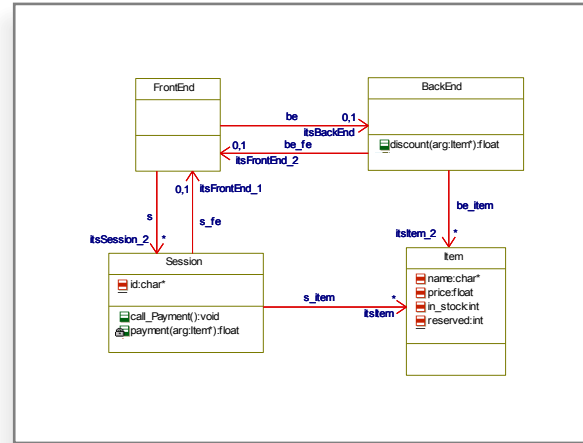 FrontEnd
BackEnd
be
0,1
itsBackEnd
discount(arg:Item*):float
0,1
be_fe
itsFrontEnd_2
0,1
itsFrontEnd_1
s
s_fe
be_item
itsSession_2
*
itsItem_2
*
Session
Item
id:char*
name:char*
price:float
in_stock:int
reserved:int
s_item
*
itsItem
call_Payment():void
payment(arg:Item*):float